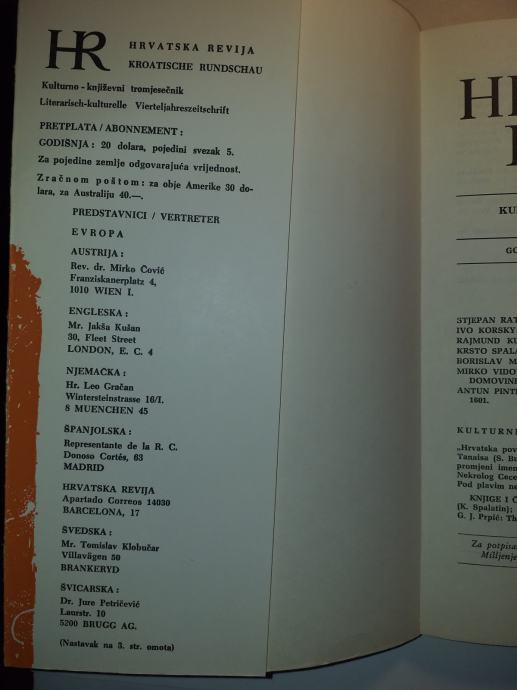 HR
HRVATSKA REVIJA
KROATISCHE RUNDSCHAU
Kulturno - književni tromjesečnik
Literarisch-kulturelle Vierteljahreszeitschrift
PRETPLATA / ABONNEMENT :
GODIŠNJA : 20 dolara, pojedini svezak 5.
Za pojedine zemlje odgovarajuća vrijednost.
Zračnom poštom: za obje Amerike 30 do-
lara, za Australiju 40.—.
PREDSTAVNICI / VERTRETER
EVROPA
AUSTRIJA :
Rev. dr. Mirko Čović
Franziskanerplatz 4,
1010 WIEN I.
ENGLESKA :
Mr. Jakša Kušan
30, Fleet Street
LONDON, E. C. 4
NJEMAČKA :
Hr. Leo Gračan
Wintersteinstrasse 16/I.
8 MUENCHEN 45
ŠPANJOLSKA :
Representante de la R. C.
Donoso Cortés, 63
MADRID
HRVATSKA REVIJA
Apartado Correos 14030
BARCELONA, 17
ŠVEDSKA :
Mr. Tomislav Klobučar
Villavägen 50
BRANKERYD
ŠVICARSKA :
Dr. Jure Petričević
Laurstr. 10
5200 BRUGG AG.
(Nastavak na 3. str. omota)
KU
GO
STJEPAN RAT
IVO KORSKY
RAJMUND KU
KRSTO SPALA
BORISLAV M
MIRKO VIDO
DOMOVINE
ANTUN PINT
1601.
KULTURNI
„Hrvatska pov
Tanaisa (S. Bu
promjeni imen
Nekrolog Cece
Pod plavim ne
KNJIGE I Č
(K. Spalatin);
G. J. Prpić: Th
Za potpisa
Milljenje